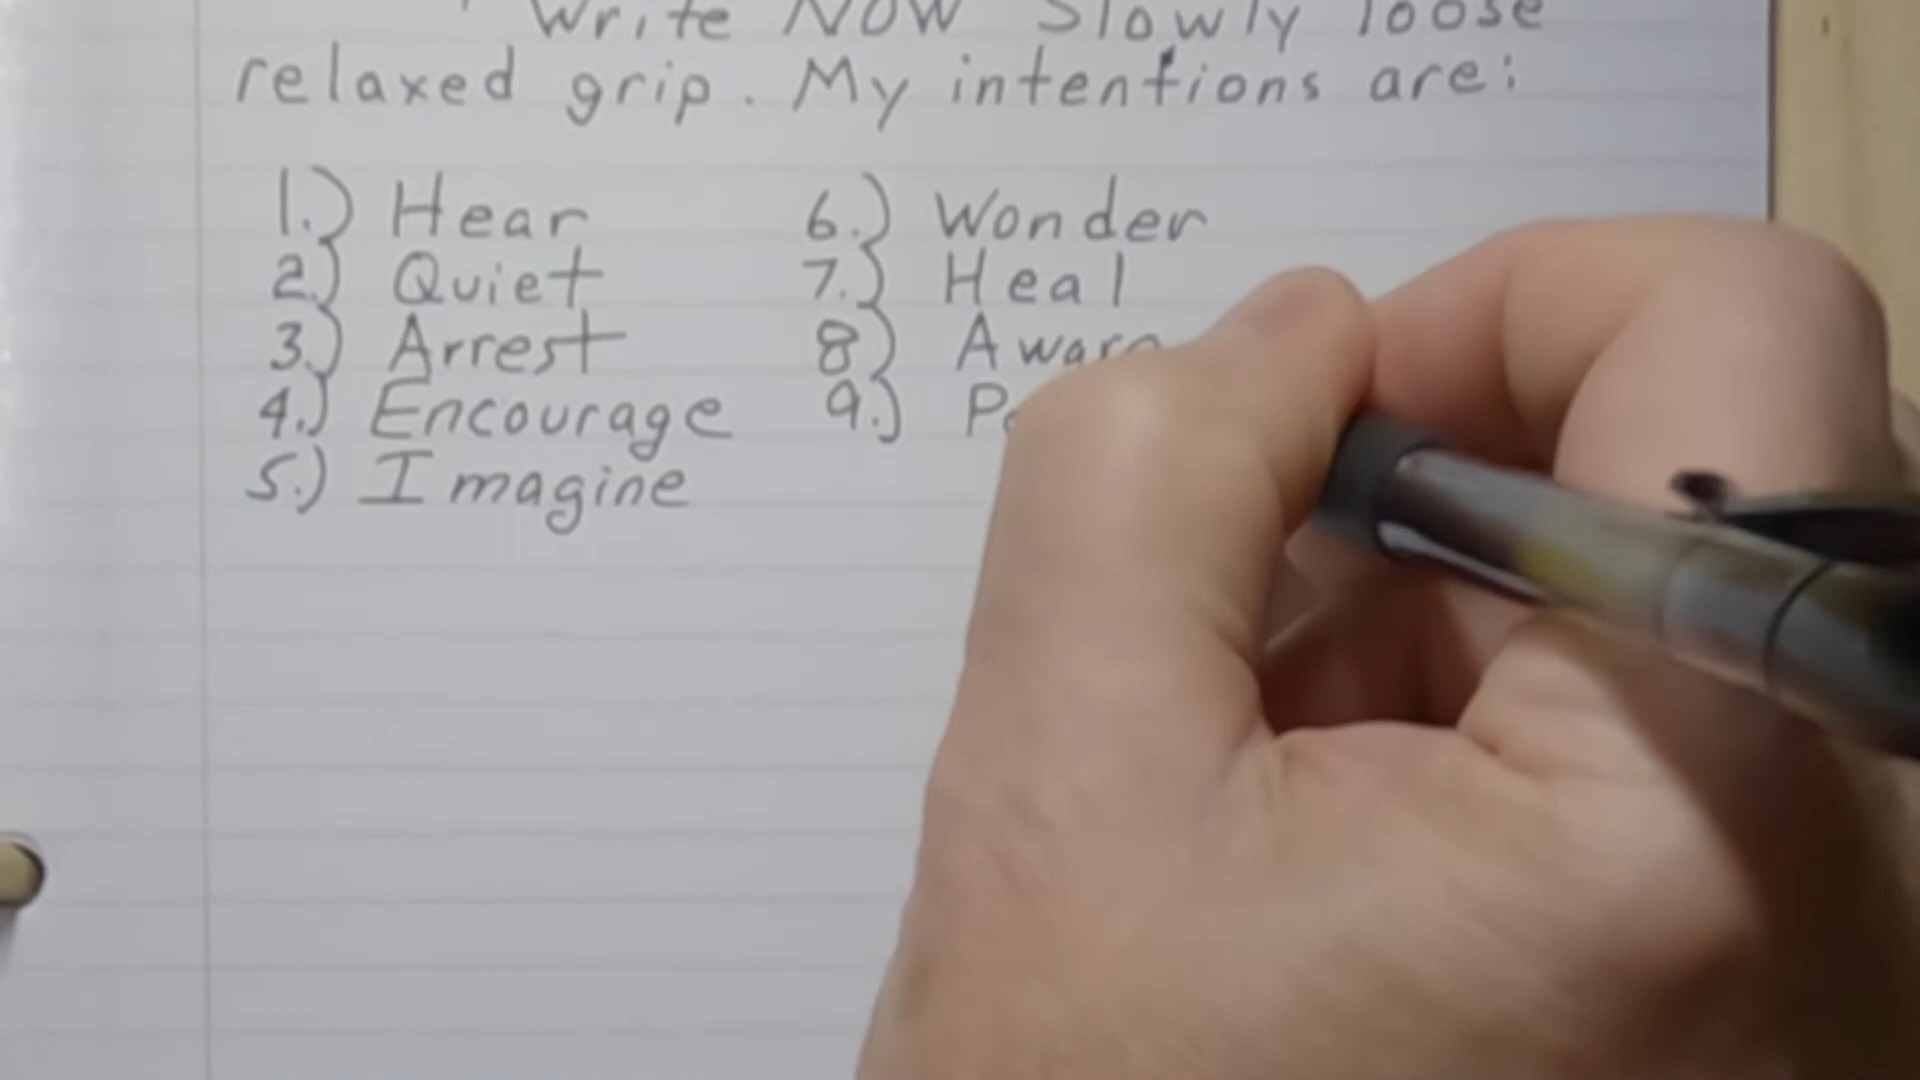 Write Now Slowly loose
relaxed grip. My intentions are:
1.) Hear
2.) Quiet
3.) Arrest
4.) Encourage
5.) Imagine
6.) Wonder
7.) Heal
8.)
9.)